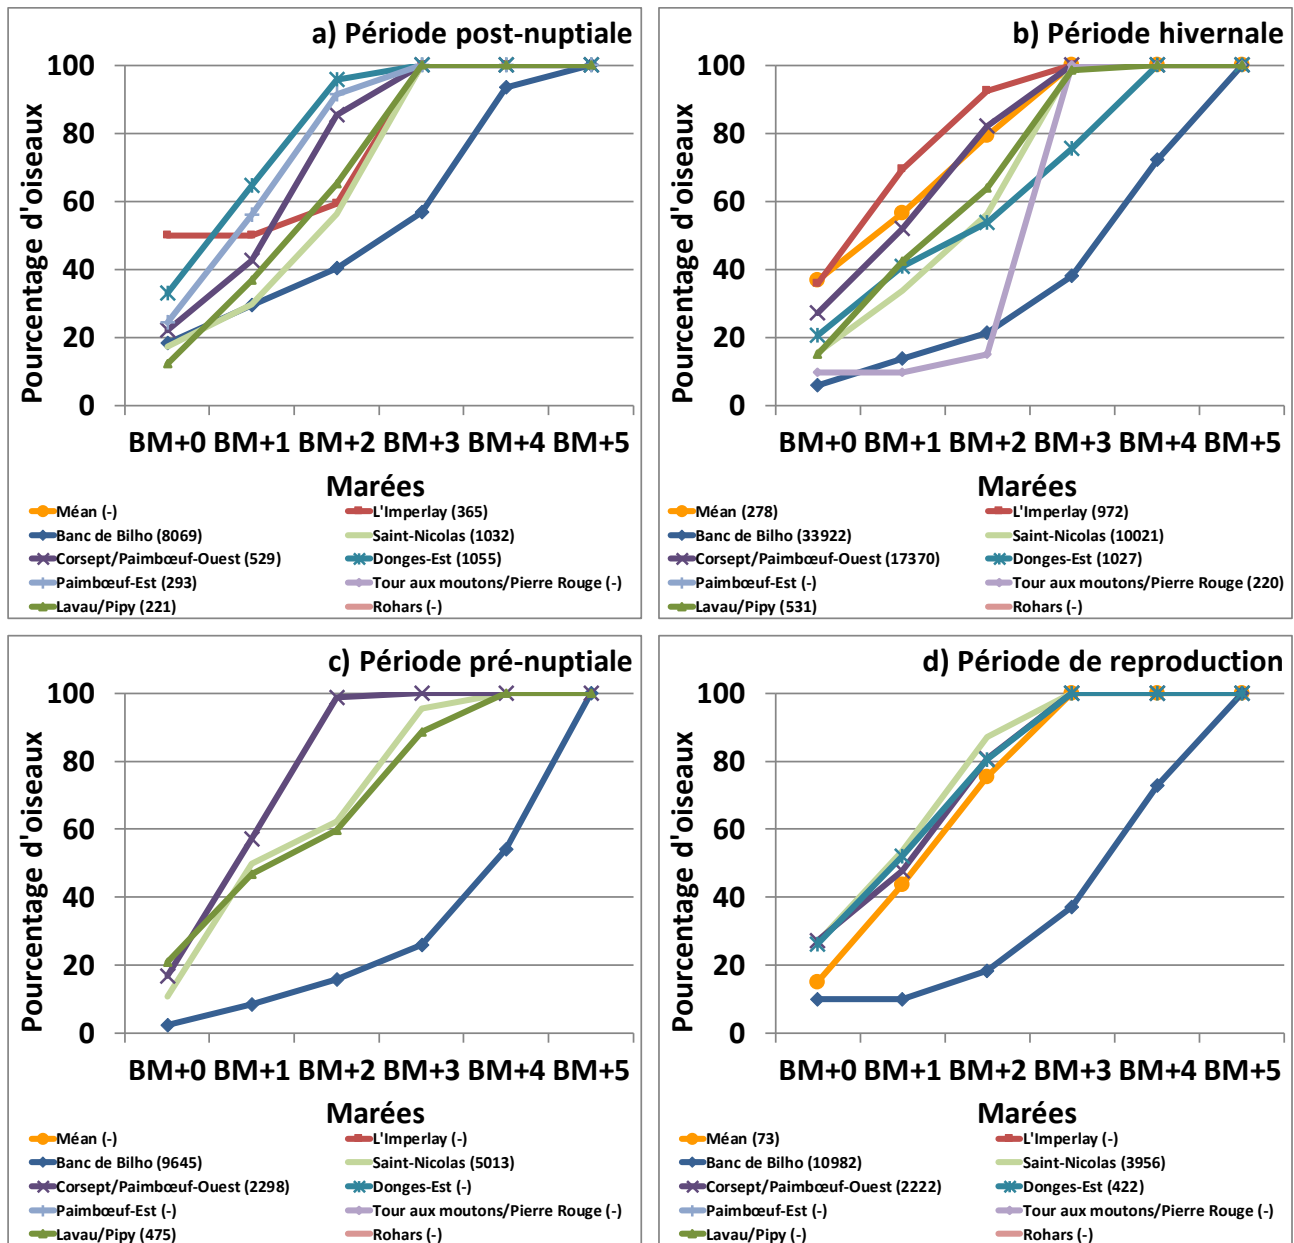 a) Période post-nuptiale
Pourcentage d'oiseaux
100
80
60
40
20
0
BM+0 BM+1 BM+2 BM+3 BM+4 BM+5
Marées
Méan (-)
L'Imperlay (365)
Banc de Bilho (8069)
Saint-Nicolas (1032)
Corsept/Paimbœuf-Ouest (529)
Donges-Est (1055)
Paimbœuf-Est (293)
Tour aux moutons/Pierre Rouge (-)
Lavau/Pipy (221)
Rohars (-)
b) Période hivernale
Pourcentage d'oiseaux
100
80
60
40
20
0
BM+0 BM+1 BM+2 BM+3 BM+4 BM+5
Marées
Méan (278)
L'Imperlay (972)
Banc de Bilho (33922)
Saint-Nicolas (10021)
Corsept/Paimbœuf-Ouest (17370)
Donges-Est (1027)
Paimbœuf-Est (-)
Tour aux moutons/Pierre Rouge (220)
Lavau/Pipy (531)
Rohars (-)
c) Période pré-nuptiale
Pourcentage d'oiseaux
100
80
60
40
20
0
BM+0 BM+1 BM+2 BM+3 BM+4 BM+5
Marées
Méan (-)
L'Imperlay (-)
Banc de Bilho (9645)
Saint-Nicolas (5013)
Corsept/Paimbœuf-Ouest (2298)
Donges-Est (-)
Paimbœuf-Est (-)
Tour aux moutons/Pierre Rouge (-)
Lavau/Pipy (475)
Rohars (-)
d) Période de reproduction
Pourcentage d'oiseaux
100
80
60
40
20
0
BM+0 BM+1 BM+2 BM+3 BM+4 BM+5
Marées
Méan (73)
L'Imperlay (-)
Banc de Bilho (10982)
Saint-Nicolas (3956)
Corsept/Paimbœuf-Ouest (2222)
Donges-Est (422)
Paimbœuf-Est (-)
Tour aux moutons/Pierre Rouge (-)
Lavau/Pipy (-)
Rohars (-)